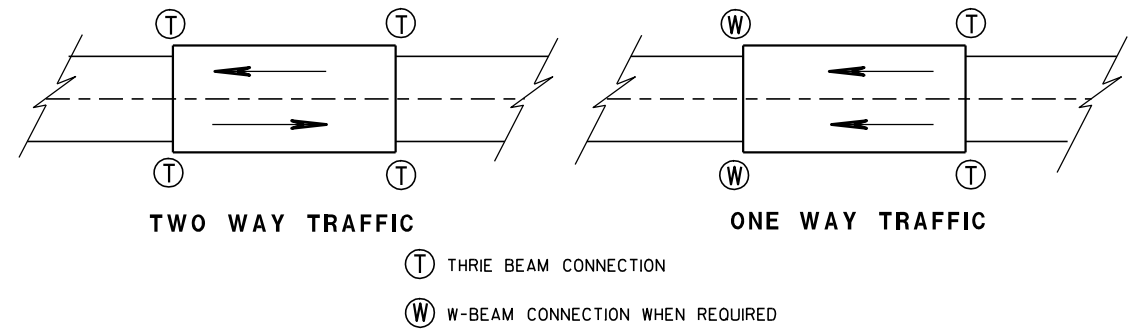 T T W T
T T W T
TWO WAY TRAFFIC
ONE WAY TRAFFIC
T THRIE BEAM CONNECTION
W W-BEAM CONNECTION WHEN REQUIRED